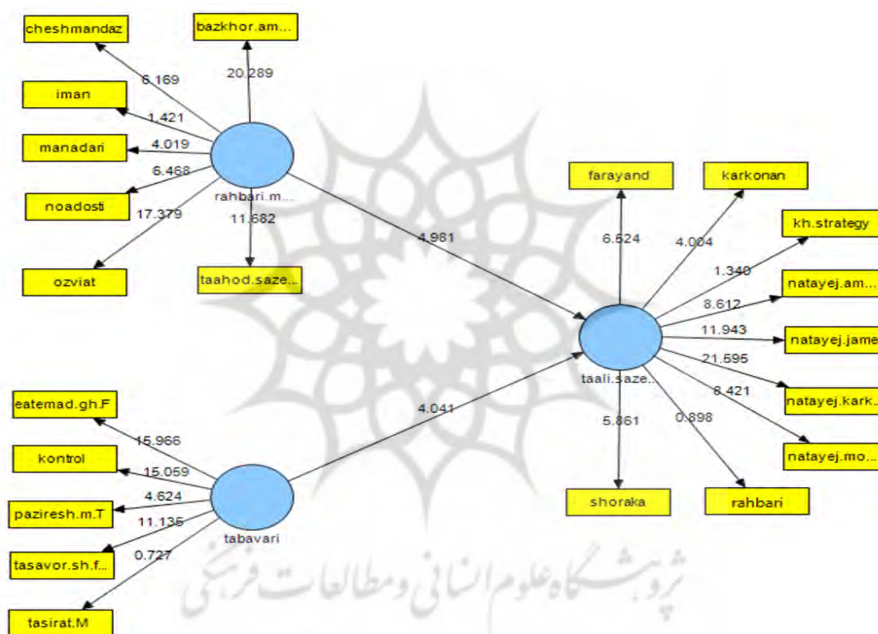 cheshmandaz
bazkhor.am...
6.169
20.289
iman
1.421
manadari
4.019
noadosti
6.468
rahbari.m...
17.379
11.682
ozviat
taahod.saze...
4.981
farayand
karkonan
6.624
4.004
kh.strategy
1.340
natayej.am...
8.612
11.943
natayej.jame
taali.saze...
21.695
natayej.kark...
8.421
5.861
0.898
natayej.mo...
shoraka
rahbari
4.041
eatemad.gh.F
15.966
kontrol
15.059
4.624
paziresh.m.T
11.135
tabavari
tasavor.sh.f...
0.727
tasirat.M
پژوهشگاه علوم انسانی و مطالعات فرهنگی